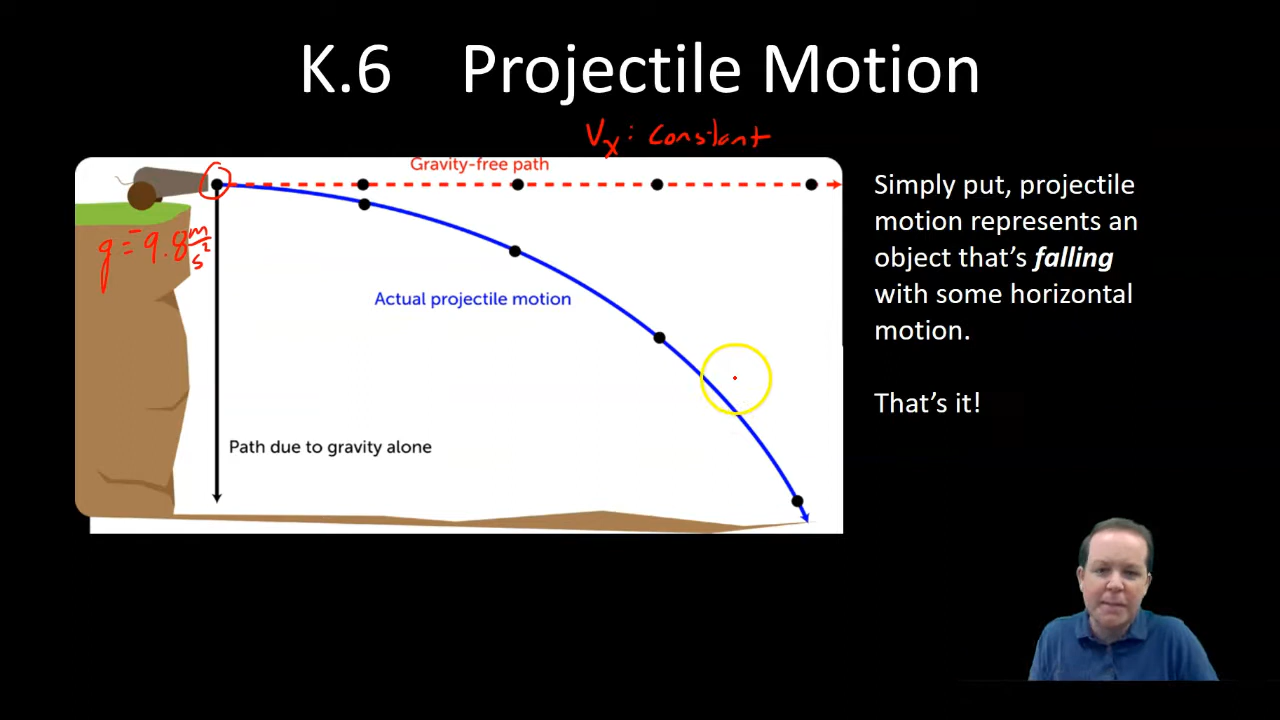 K.6 Projectile Motion
Vx : constant
Gravity-free path
g = -9.8 m/s²
Actual projectile motion
Path due to gravity alone
Simply put, projectile
motion represents an
object that’s falling
with some horizontal
motion.
That’s it!